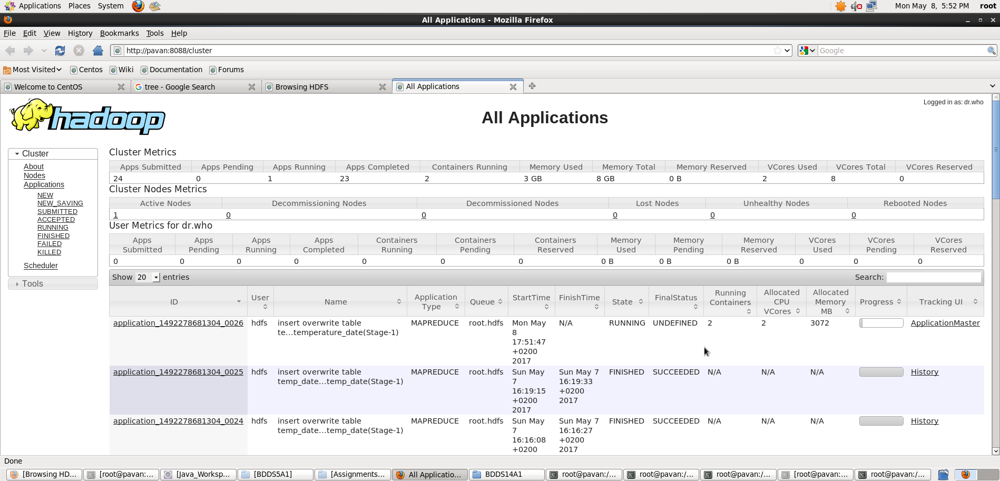 Applications Places System Mon May 8, 5:52 PM root
All Applications - Mozilla Firefox
File Edit View History Bookmarks Tools Help
http://pavan:8088/cluster Google
Most Visited Centos Wiki Documentation Forums
Welcome to CentOS tree - Google Search Browsing HDFS All Applications
Logged in as: dr.who
hadoop
All Applications
Cluster
About
Nodes
Applications
NEW
NEW_SAVING
SUBMITTED
ACCEPTED
RUNNING
FINISHED
FAILED
KILLED
Scheduler
Tools
Cluster Metrics
Apps Submitted Apps Pending Apps Running Apps Completed Containers Running Memory Used Memory Total Memory Reserved VCores Used VCores Total VCores Reserved
24 0 1 23 2 3 GB 8 GB 0 B 2 8 0
Cluster Nodes Metrics
Active Nodes Decommissioning Nodes Decommissioned Nodes Lost Nodes Unhealthy Nodes Rebooted Nodes
1 0 0 0 0 0
User Metrics for dr.who
Apps Apps Apps Apps Containers Containers Containers Memory Memory Memory VCores VCores VCores
Submitted Pending Running Completed Running Pending Reserved Used Pending Reserved Used Pending Reserved
0 0 0 0 0 0 0 0 B 0 B 0 B 0 0 0
Show 20 entries Search:
ID User Name Application Type Queue StartTime FinishTime State FinalStatus Running Containers Allocated CPU VCores Allocated Memory MB Progress Tracking UI
application_1492278681304_0026 hdfs insert overwrite table MAPREDUCE root.hdfs Mon May N/A RUNNING UNDEFINED 2 2 3072 ApplicationMaster
te...temperature_date(Stage-1) 8
17:51:47
+0200
2017
application_1492278681304_0025 hdfs insert overwrite table MAPREDUCE root.hdfs Sun May Sun May 7 FINISHED SUCCEEDED N/A N/A N/A History
temp_date...temp_date(Stage-1) 7 16:19:33
16:19:15 +0200
+0200 2017
2017
application_1492278681304_0024 hdfs insert overwrite table MAPREDUCE root.hdfs Sun May Sun May 7 FINISHED SUCCEEDED N/A N/A N/A History
temp_date...temp_date(Stage-1) 7 16:16:27
16:16:08 +0200
+0200 2017
Done
[Browsing HD... [root@pavan:... [Java_Worksp... [BDDS5A1] [Assignments... All Applicatio... BDDS14A1 root@pavan:/... root@pavan:/... root@pavan:/... [root@pavan:... root@pavan:/...